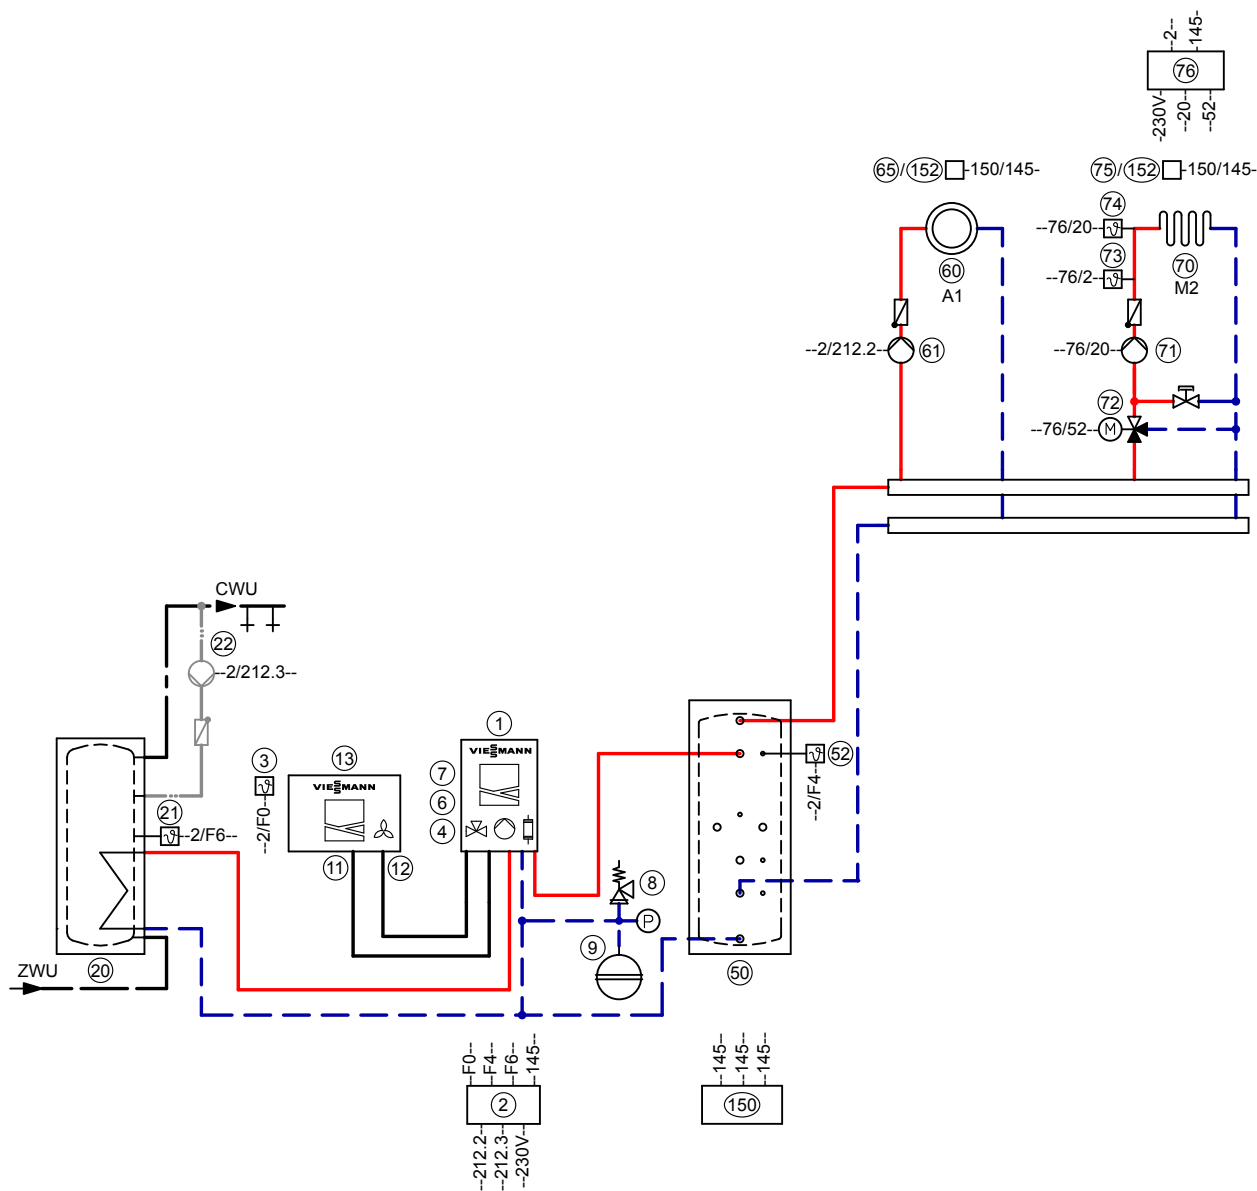 --2---
-145-
76
-230V-
--20---
--52---
65/152 -150/145-
75/152 -150/145-
74
--76/20--
73
--76/2--
60
A1
70
M2
--2/212.2--
61
--76/20--
71
72
--76/52--
M
CWU
22
--2/212.3--
1
VIESMANN
3
13
VIESMANN
7
6
4
52
--2/F4---
--2/F0---
21
--2/F6--
11
12
8
P
9
ZWU
20
50
--F0--
--F4--
--F6--
--145--
2
--212.2--
--212.3--
--230V--
--145--
--145--
--145--
150